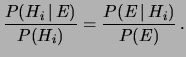 P(H_i | E) / P(H_i) = P(E | H_i) / P(E) .